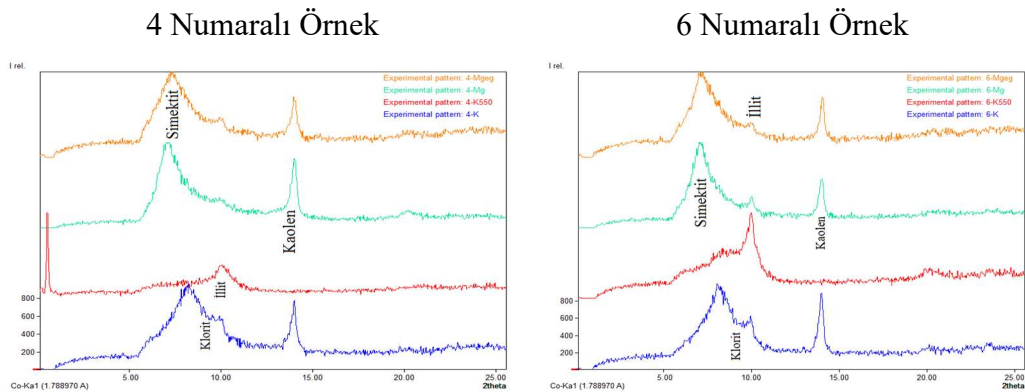 4 Numaralı Örnek
6 Numaralı Örnek
I rel.
Experimental pattern: 4-Mgeg
Experimental pattern: 4-Mg
Experimental pattern: 4-K550
Experimental pattern: 4-K
Simektit
Kaolen
İllit
Klorit
800
600
400
200
5.00
10.00
15.00
20.00
25.00
Co-Ka1 (1.788970 A)
2theta
I rel.
Experimental pattern: 6-Mgeg
Experimental pattern: 6-Mg
Experimental pattern: 6-K550
Experimental pattern: 6-K
İllit
Simektit
Kaolen
Klorit
800
600
400
200
5.00
10.00
15.00
20.00
25.00
Co-Ka1 (1.788970 A)
2theta